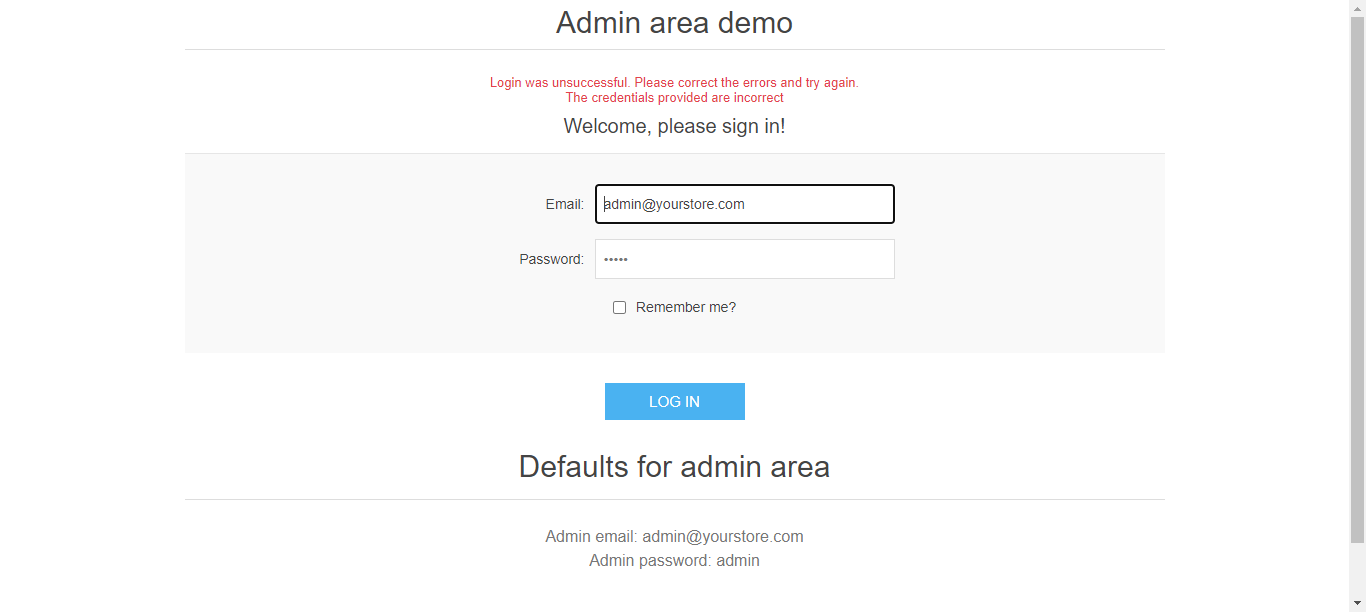 Admin area demo
Login was unsuccessful. Please correct the errors and try again.
The credentials provided are incorrect
Welcome, please sign in!
Email: admin@yourstore.com
Password: •••••
Remember me?
LOG IN
Defaults for admin area
Admin email: admin@yourstore.com
Admin password: admin